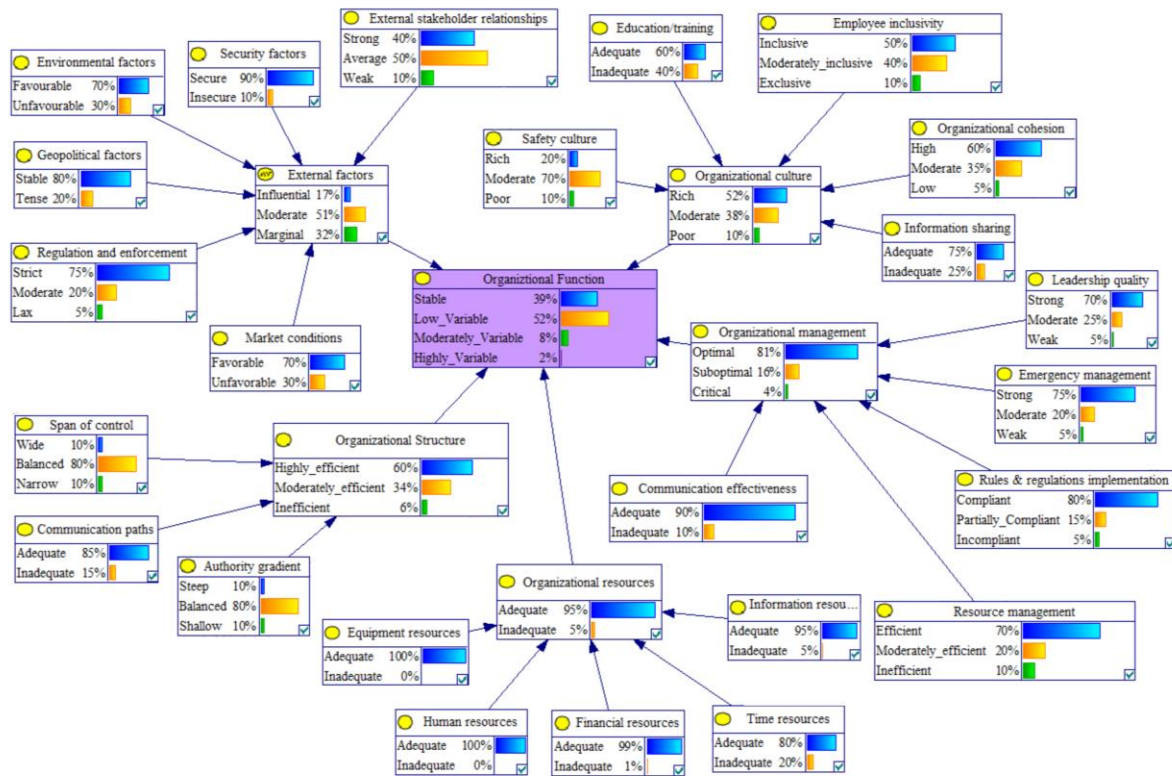 External stakeholder relationships
Strong 40%
Average 50%
Weak 10%
Education/training
Adequate 60%
Inadequate 40%
Employee inclusivity
Inclusive 50%
Moderately_inclusive 40%
Exclusive 10%
Environmental factors
Favourable 70%
Unfavourable 30%
Security factors
Secure 90%
Insecure 10%
Geopolitical factors
Stable 80%
Tense 20%
External factors
Influential 17%
Moderate 51%
Marginal 32%
Safety culture
Rich 20%
Moderate 70%
Poor 10%
Organizational culture
Rich 52%
Moderate 38%
Poor 10%
Organizational cohesion
High 60%
Moderate 35%
Low 5%
Information sharing
Adequate 75%
Inadequate 25%
Regulation and enforcement
Strict 75%
Moderate 20%
Lax 5%
Market conditions
Favorable 70%
Unfavorable 30%
Organiztional Function
Stable 39%
Low_Variable 52%
Moderately_Variable 8%
Highly_Variable 2%
Organizational management
Optimal 81%
Suboptimal 16%
Critical 4%
Leadership quality
Strong 70%
Moderate 25%
Weak 5%
Emergency management
Strong 75%
Moderate 20%
Weak 5%
Span of control
Wide 10%
Balanced 80%
Narrow 10%
Organizational Structure
Highly_efficient 60%
Moderately_efficient 34%
Inefficient 6%
Communication effectiveness
Adequate 90%
Inadequate 10%
Rules & regulations implementation
Compliant 80%
Partially_Compliant 15%
Incompliant 5%
Communication paths
Adequate 85%
Inadequate 15%
Authority gradient
Steep 10%
Balanced 80%
Shallow 10%
Organizational resources
Adequate 95%
Inadequate 5%
Information resou...
Adequate 95%
Inadequate 5%
Resource management
Efficient 70%
Moderately_efficient 20%
Inefficient 10%
Equipment resources
Adequate 100%
Inadequate 0%
Human resources
Adequate 100%
Inadequate 0%
Financial resources
Adequate 99%
Inadequate 1%
Time resources
Adequate 80%
Inadequate 20%